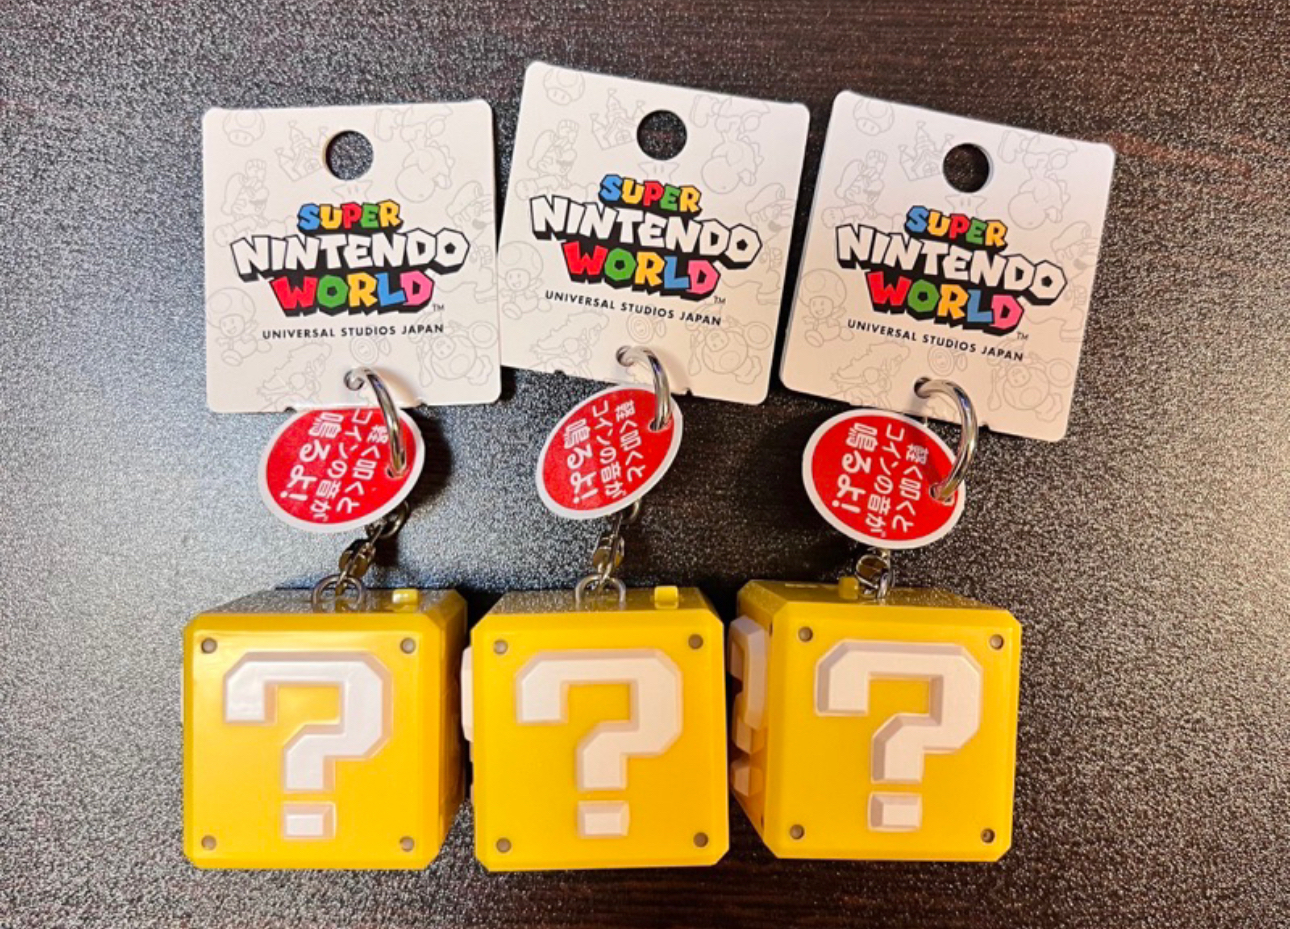 SUPER
NINTENDO
WORLD™
UNIVERSAL STUDIOS JAPAN
軽く叩くと
コインの音が
鳴るよ!
?
SUPER
NINTENDO
WORLD™
UNIVERSAL STUDIOS JAPAN
軽く叩くと
コインの音が
鳴るよ!
?
SUPER
NINTENDO
WORLD™
UNIVERSAL STUDIOS JAPAN
軽く叩くと
コインの音が
鳴るよ!
?